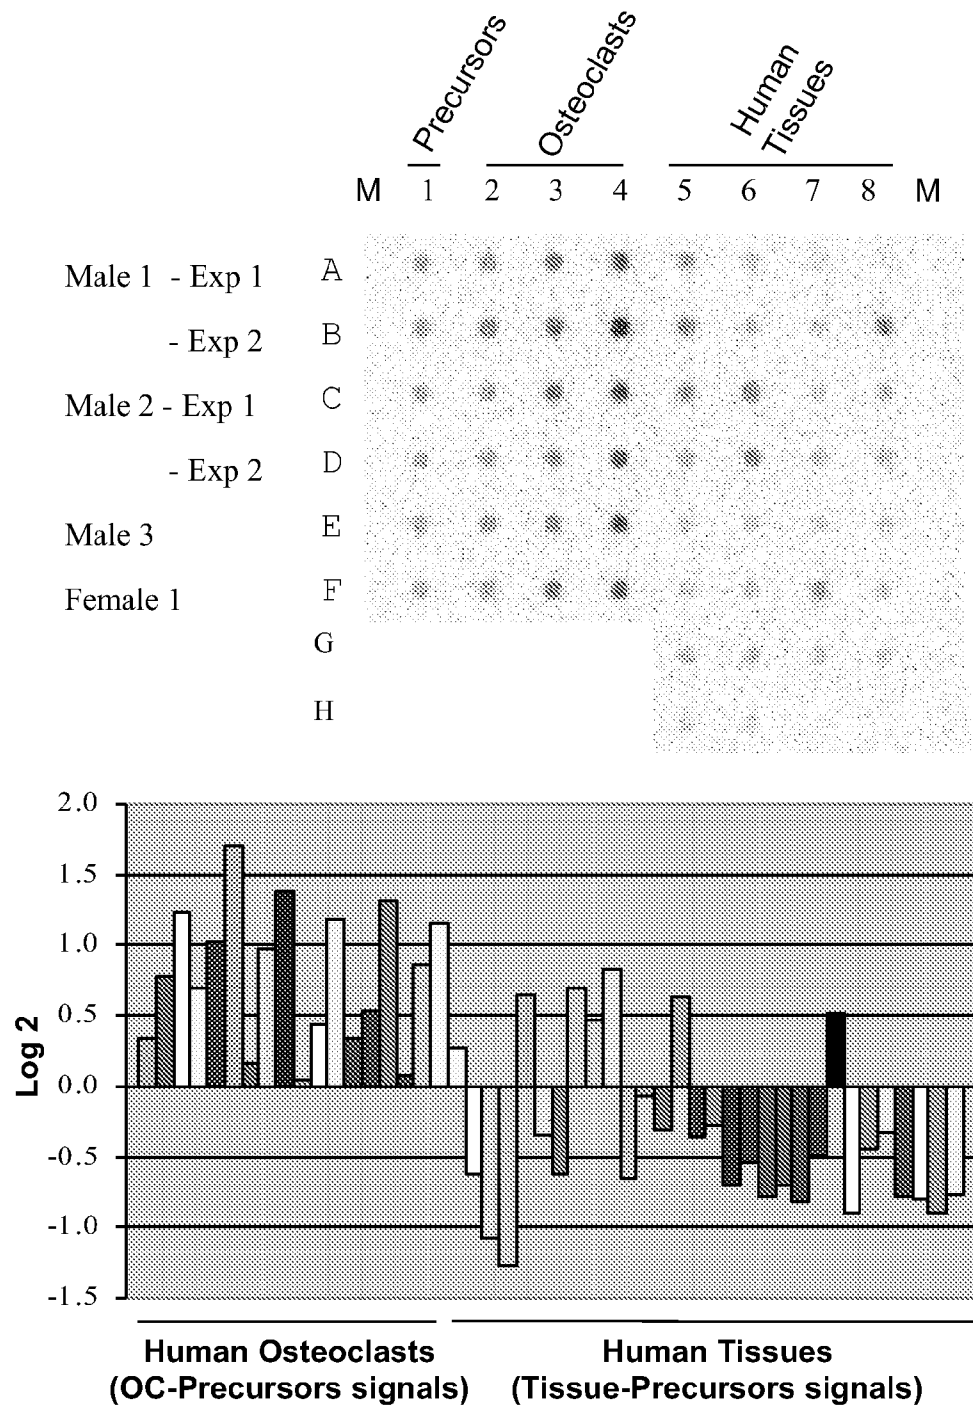 Precursors
Osteoclasts
Human
Tissues
M 1 2 3 4 5 6 7 8 M
Male 1 - Exp 1 A
- Exp 2 B
Male 2 - Exp 1 C
- Exp 2 D
Male 3 E
Female 1 F
G
H
2.0
1.5
1.0
0.5
0.0
-0.5
-1.0
-1.5
Log 2
Human Osteoclasts
(OC-Precursors signals)
Human Tissues
(Tissue-Precursors signals)